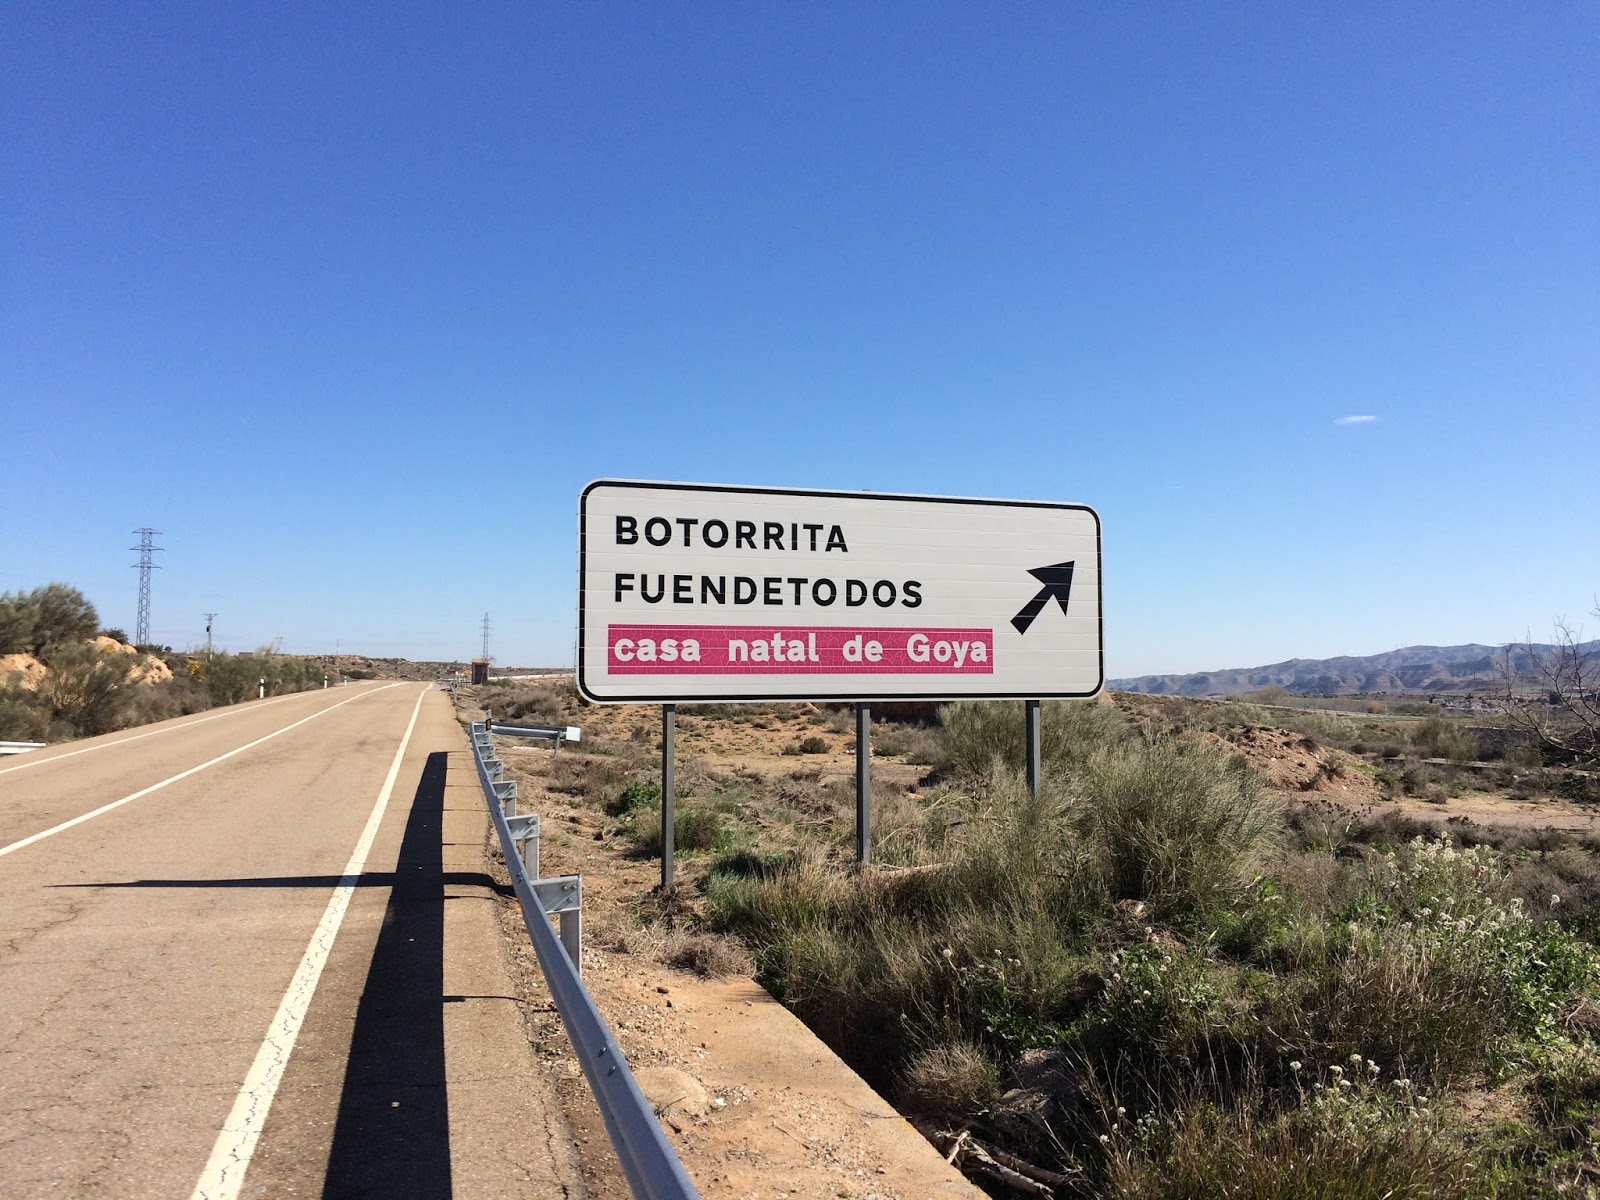 BOTORRITA
FUENDETODOS
casa natal de Goya